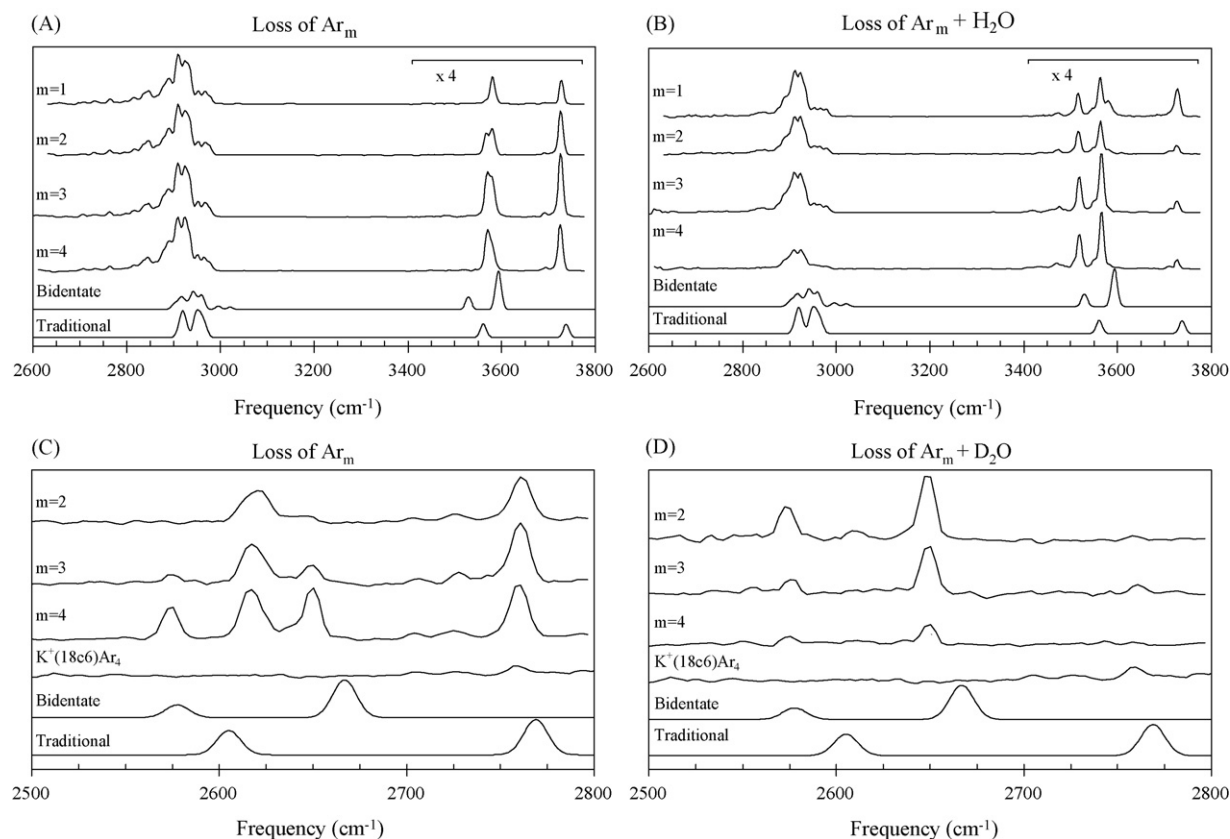 (A)
Loss of Arm
x 4
m=1
m=2
m=3
m=4
Bidentate
Traditional
2600 2800 3000 3200 3400 3600 3800
Frequency (cm-1)
(B)
Loss of Arm + H2O
x 4
m=1
m=2
m=3
m=4
Bidentate
Traditional
2600 2800 3000 3200 3400 3600 3800
Frequency (cm-1)
(C)
Loss of Arm
m=2
m=3
m=4
K+(18c6)Ar4
Bidentate
Traditional
2500 2600 2700 2800
Frequency (cm-1)
(D)
Loss of Arm + D2O
m=2
m=3
m=4
K+(18c6)Ar4
Bidentate
Traditional
2500 2600 2700 2800
Frequency (cm-1)